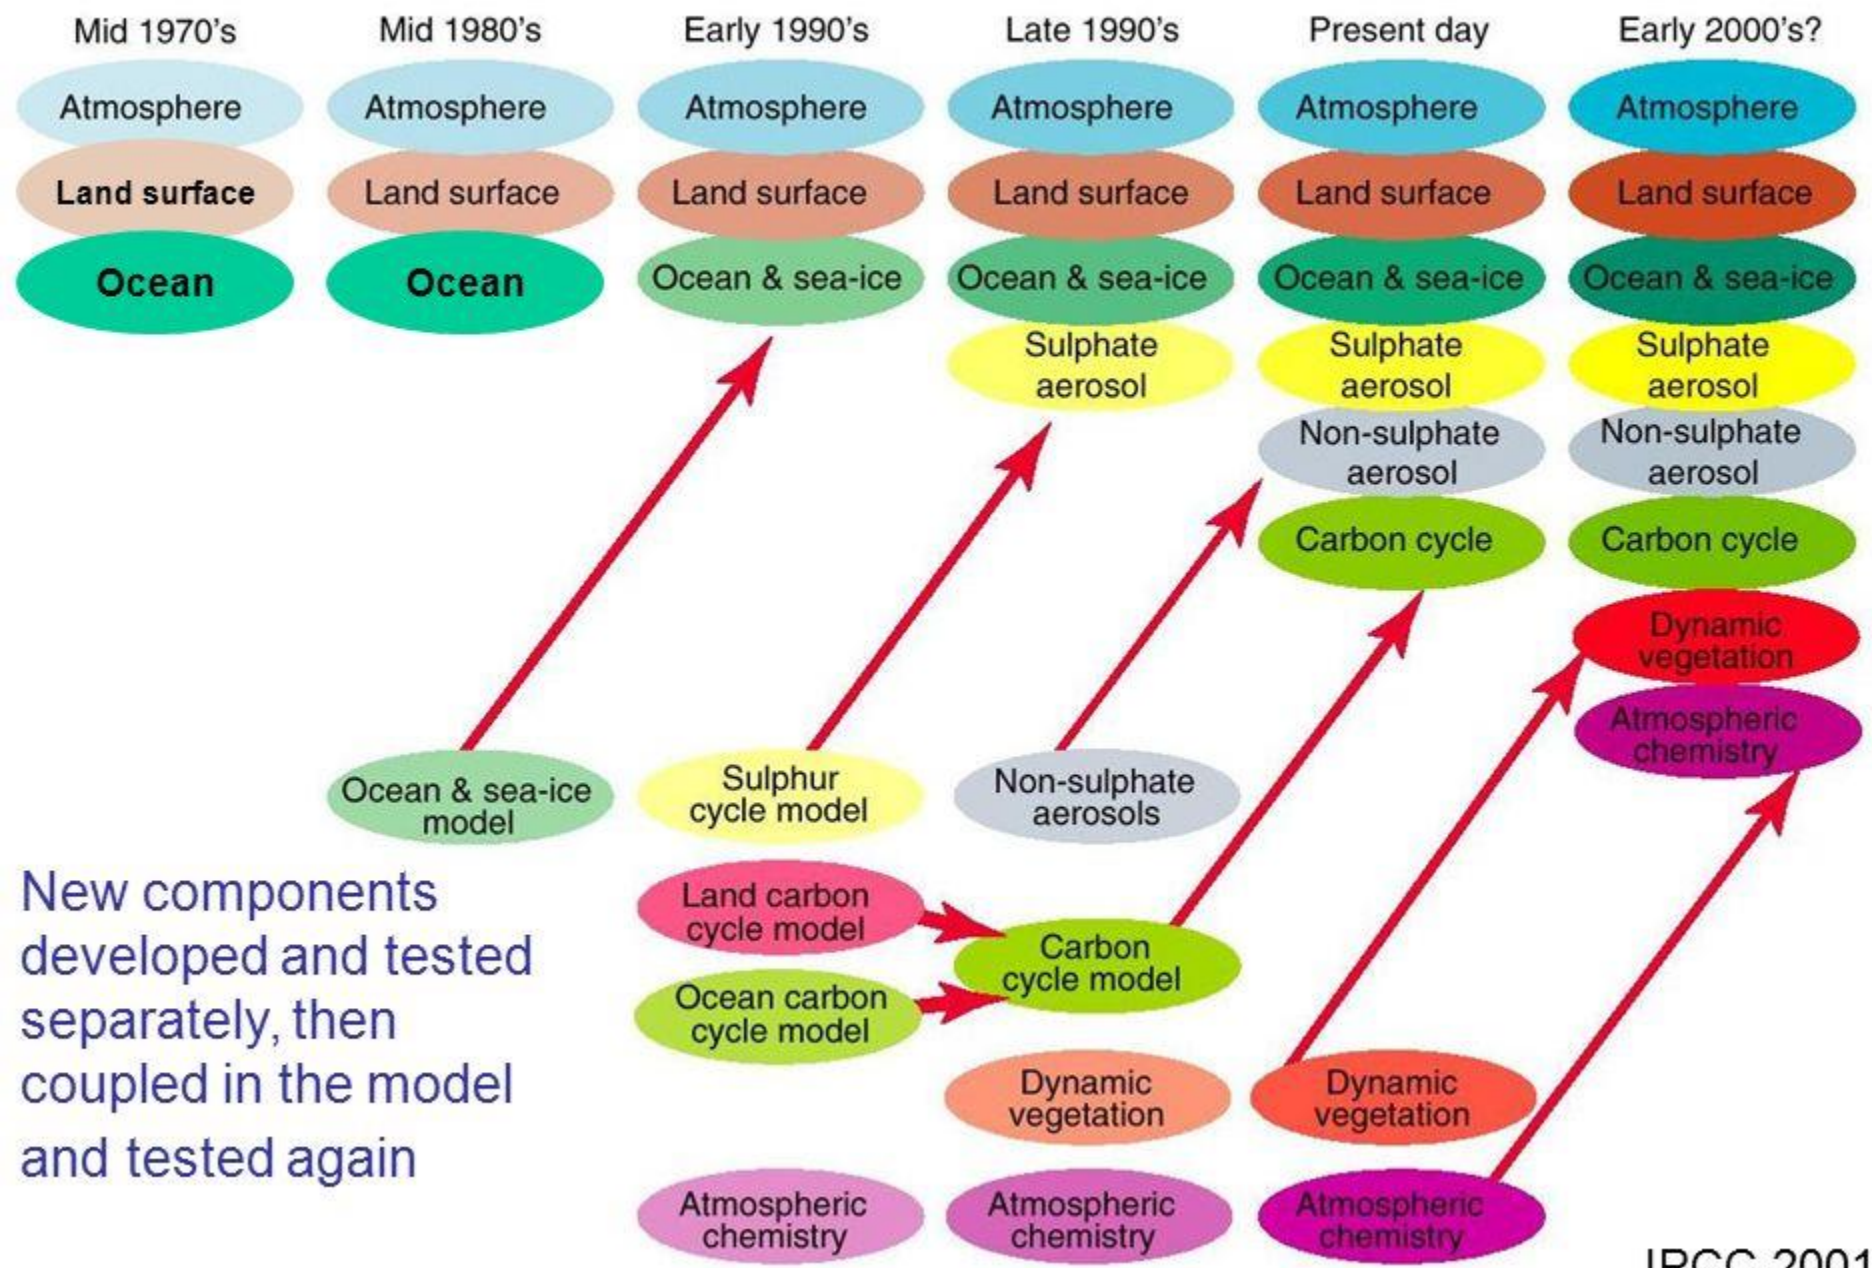 Mid 1970's Mid 1980's Early 1990's Late 1990's Present day Early 2000's?
Atmosphere Atmosphere Atmosphere Atmosphere Atmosphere Atmosphere
Land surface Land surface Land surface Land surface Land surface Land surface
Ocean Ocean Ocean & sea-ice Ocean & sea-ice Ocean & sea-ice Ocean & sea-ice
Sulphate Sulphate Sulphate
aerosol aerosol aerosol
Non-sulphate Non-sulphate
aerosol aerosol
Carbon cycle Carbon cycle
Dynamic
vegetation
Atmospheric
chemistry
Ocean & sea-ice
model
Sulphur
cycle model
Non-sulphate
aerosols
Land carbon
cycle model
Carbon
cycle model
Ocean carbon
cycle model
Dynamic
vegetation
Dynamic
vegetation
Atmospheric
chemistry
Atmospheric
chemistry
Atmospheric
chemistry
New components
developed and tested
separately, then
coupled in the model
and tested again
IPCC 2001